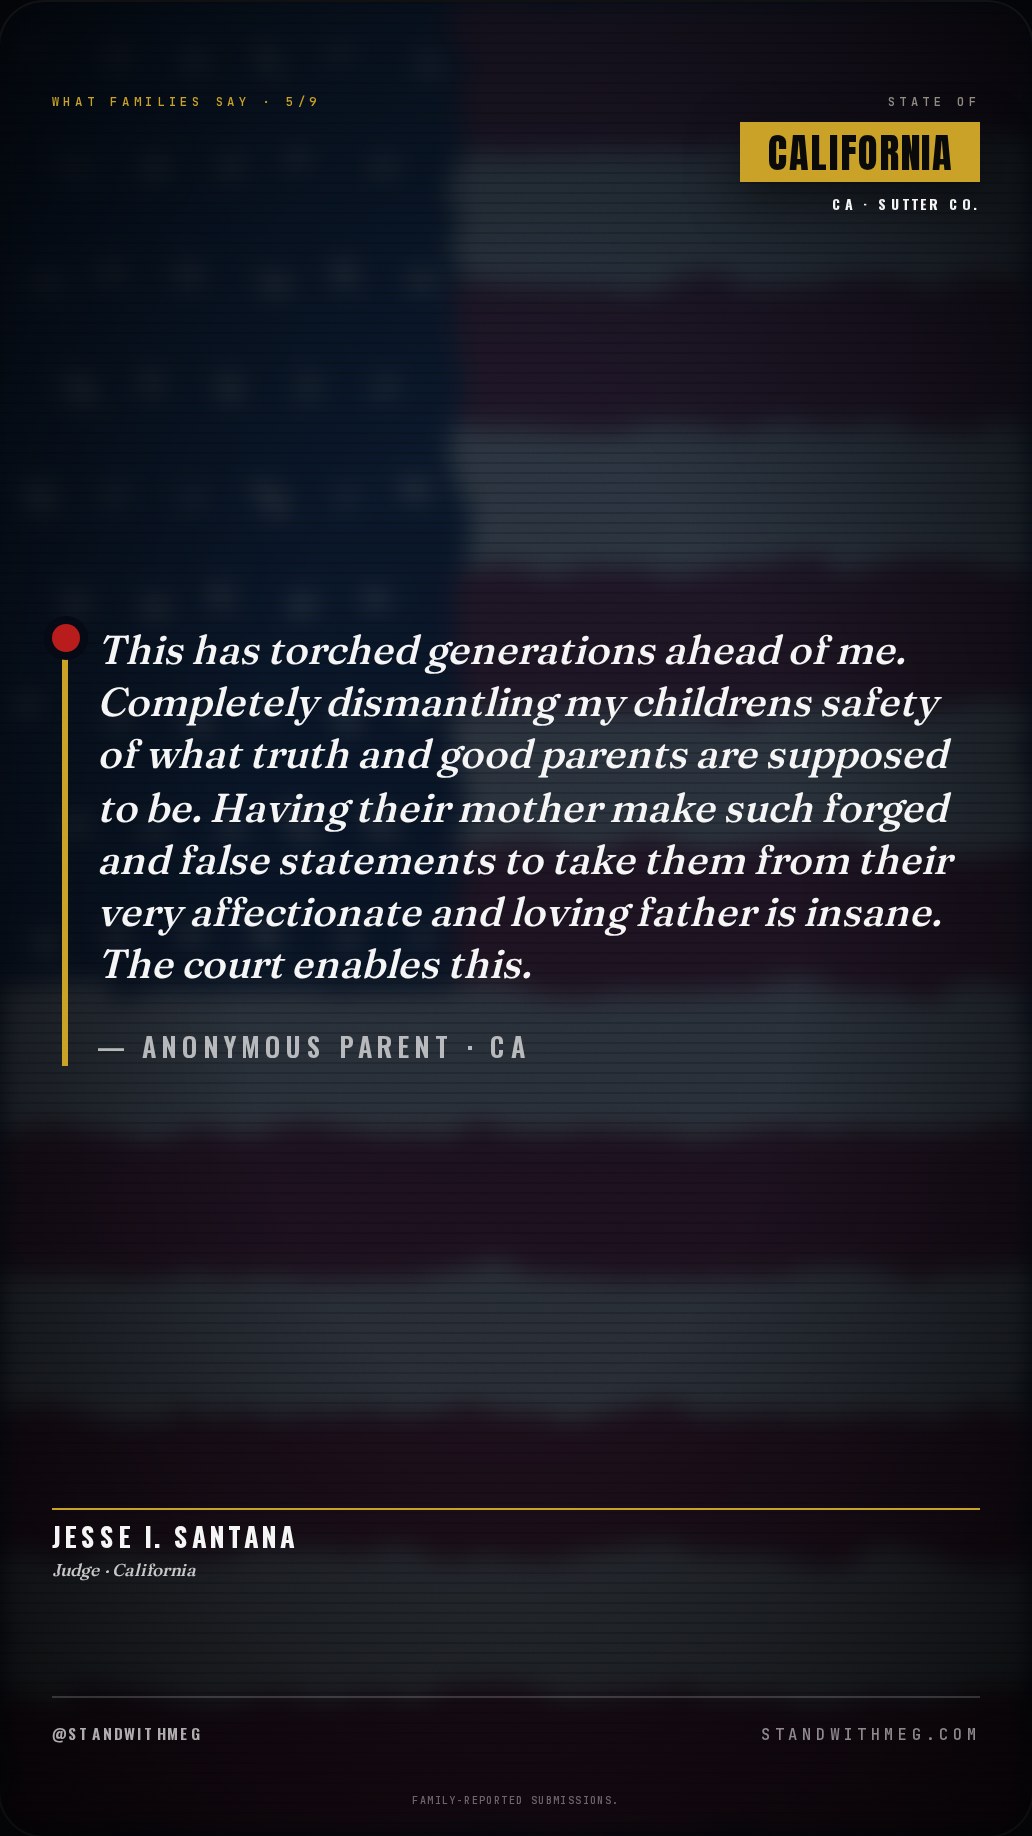 WHAT FAMILIES SAY · 5/9
STATE OF
CALIFORNIA
CA · SUTTER CO.
This has torched generations ahead of me.
Completely dismantling my childrens safety
of what truth and good parents are supposed
to be. Having their mother make such forged
and false statements to take them from their
very affectionate and loving father is insane.
The court enables this.
— ANONYMOUS PARENT · CA
JESSE I. SANTANA
Judge · California
@STANDWITHMEG
STANDWITHMEG.COM
FAMILY-REPORTED SUBMISSIONS.